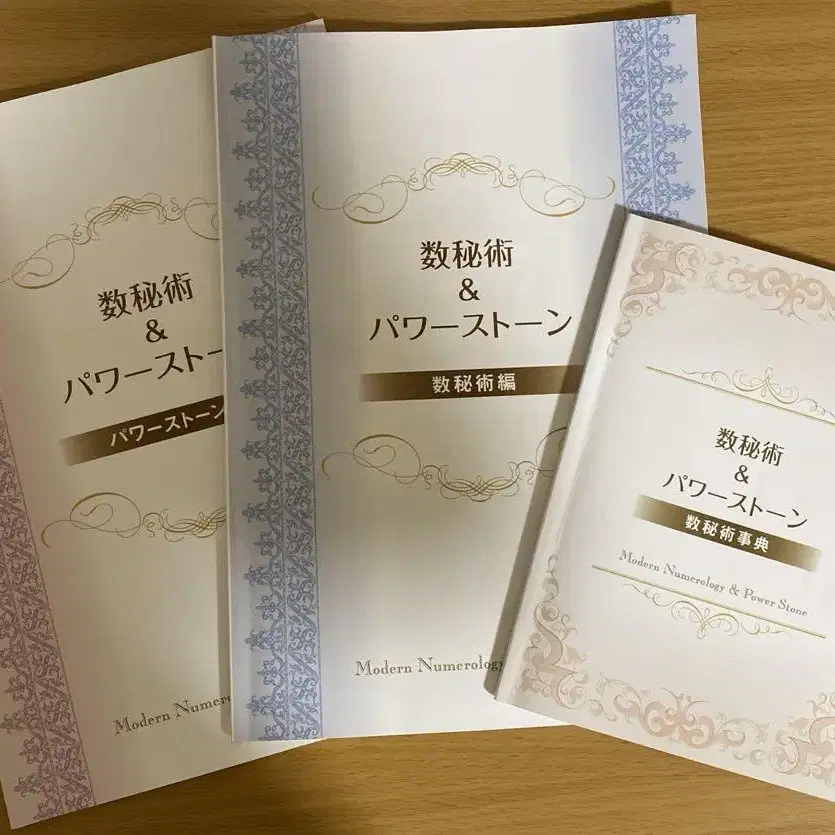 数秘術
&
パワーストー
パワーストーン
Modern Numero
数秘術
&
パワーストーン
数秘術編
Modern Numerology
数秘術
&
パワーストーン
数秘術事典
Modern Numerology & Power Stone